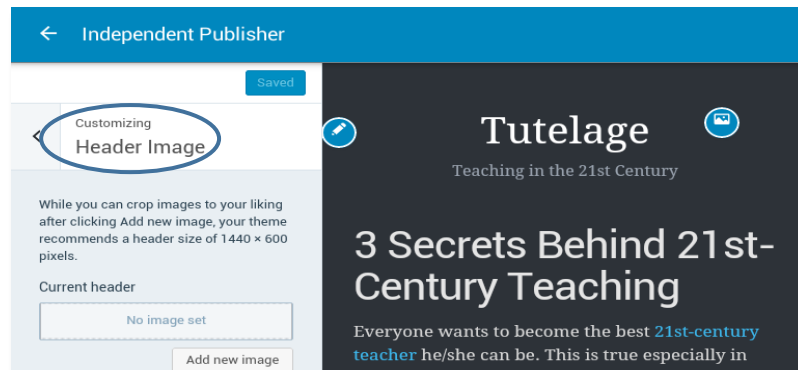 Independent Publisher
Saved
Customizing
Header Image
While you can crop images to your liking
after clicking Add new image, your theme
recommends a header size of 1440 × 600
pixels.
Current header
No image set
Add new image
Tutelage
Teaching in the 21st Century
3 Secrets Behind 21st-
Century Teaching
Everyone wants to become the best 21st-century
teacher he/she can be. This is true especially in